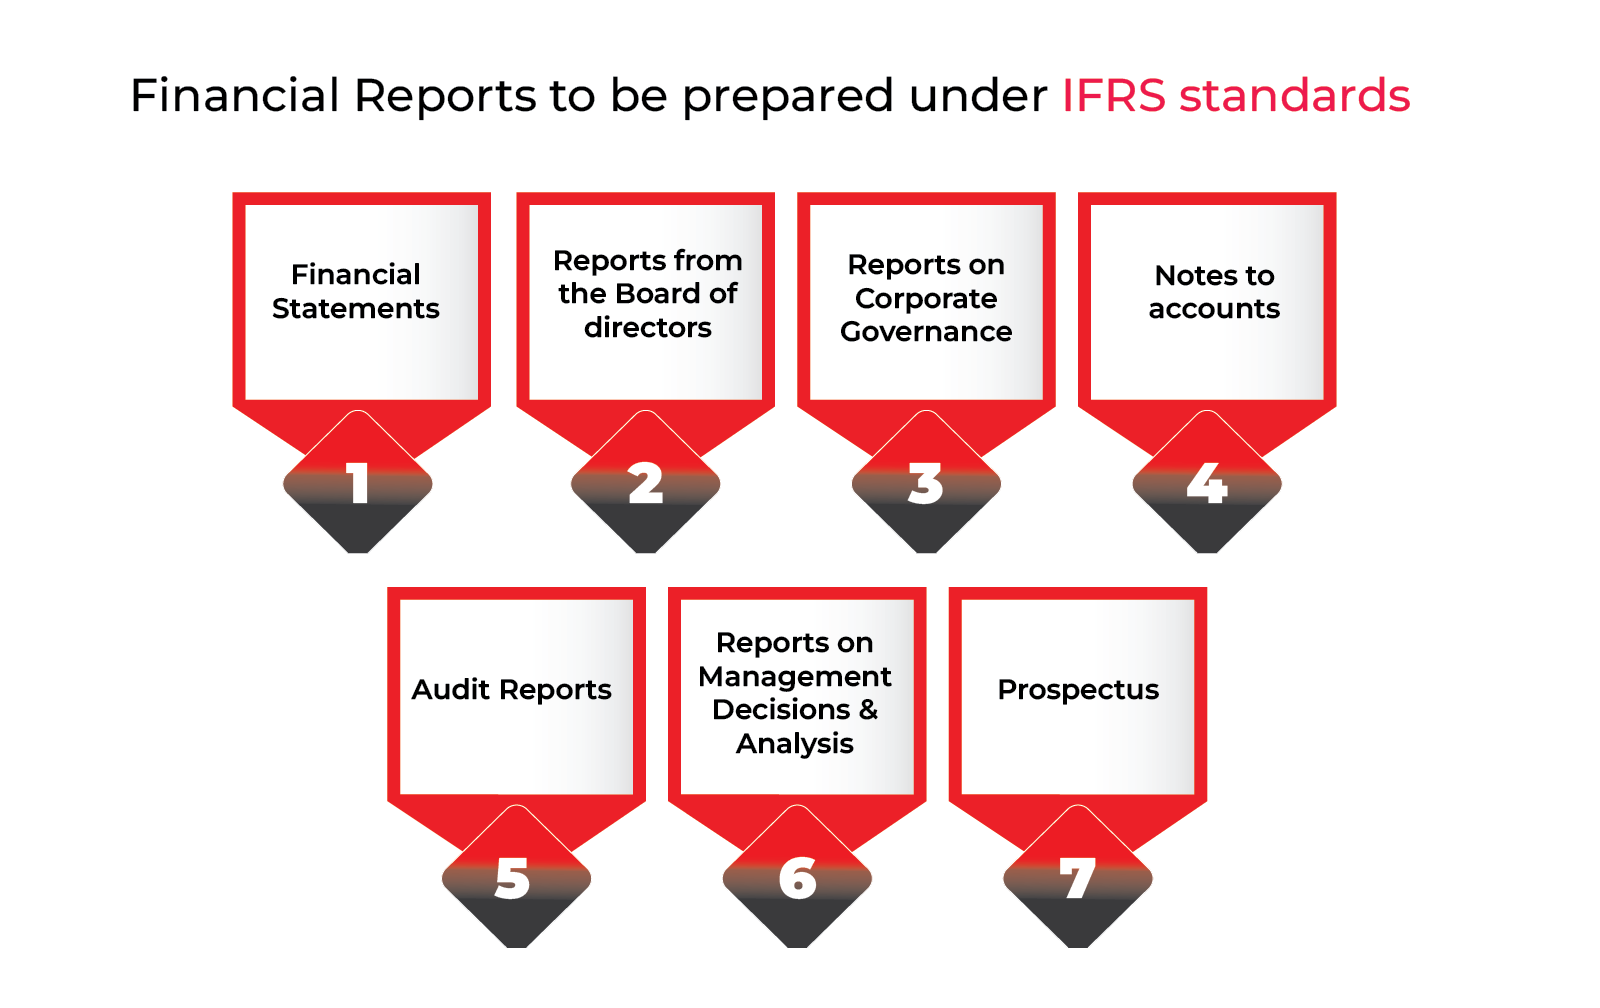 Financial Reports to be prepared under IFRS standards
Financial
Statements
1
Reports from
the Board of
directors
2
Reports on
Corporate
Governance
3
Notes to
accounts
4
Audit Reports
5
Reports on
Management
Decisions &
Analysis
6
Prospectus
7